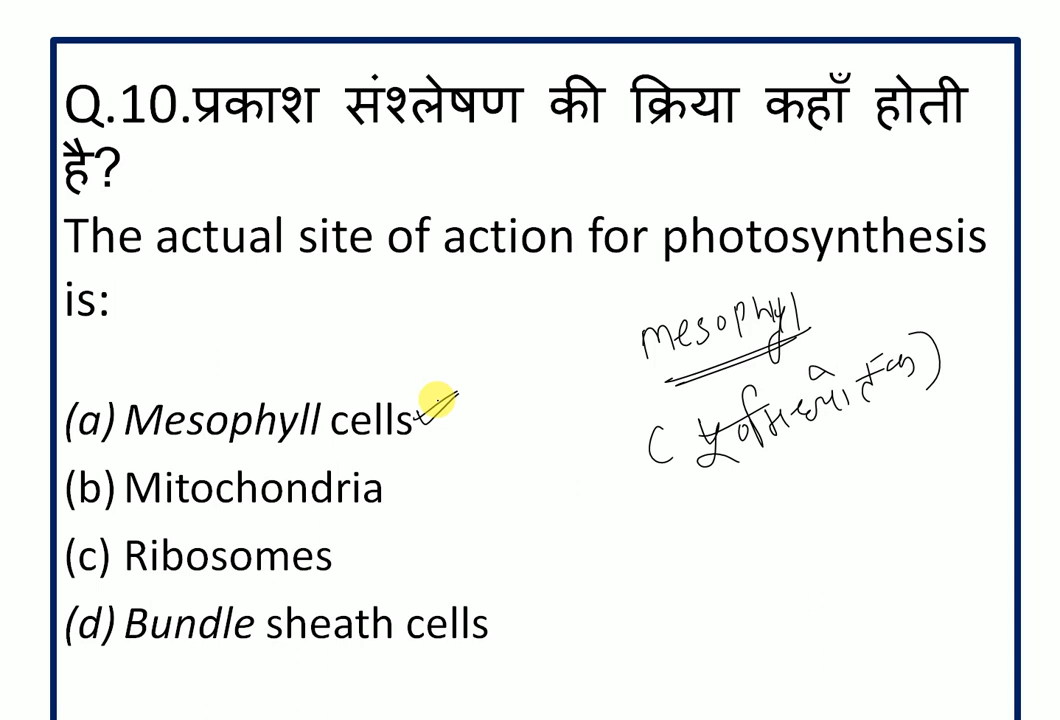 Q.10.प्रकाश संश्लेषण की क्रिया कहाँ होती
है?
The actual site of action for photosynthesis
is:
mesophyl
(a) Mesophyll cells
(b) Mitochondria
(c) Ribosomes
(d) Bundle sheath cells